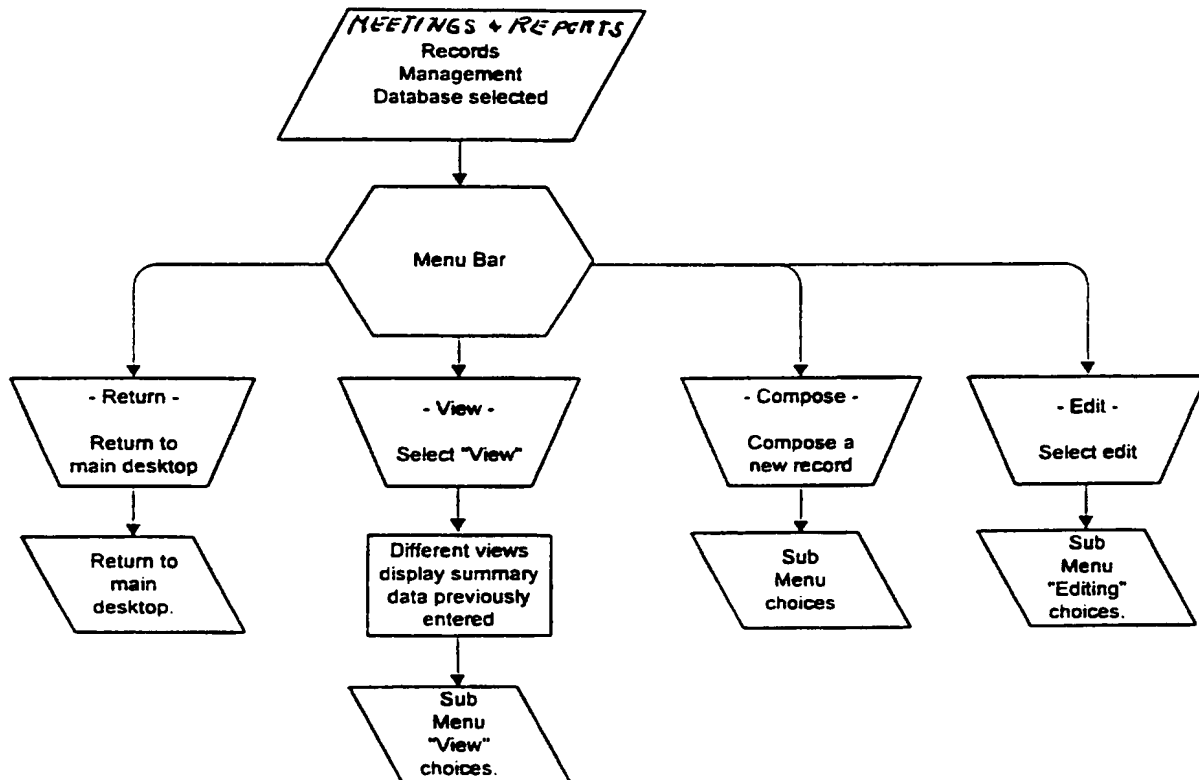 MEETINGS & REPORTS
Records
Management
Database selected
Menu Bar
- Return -
Return to
main desktop
- View -
Select "View"
- Compose -
Compose a
new record
- Edit -
Select edit
Return to
main
desktop.
Different views
display summary
data previously
entered
Sub
Menu
choices
Sub
Menu
"Editing"
choices.
Sub
Menu
"View"
choices.